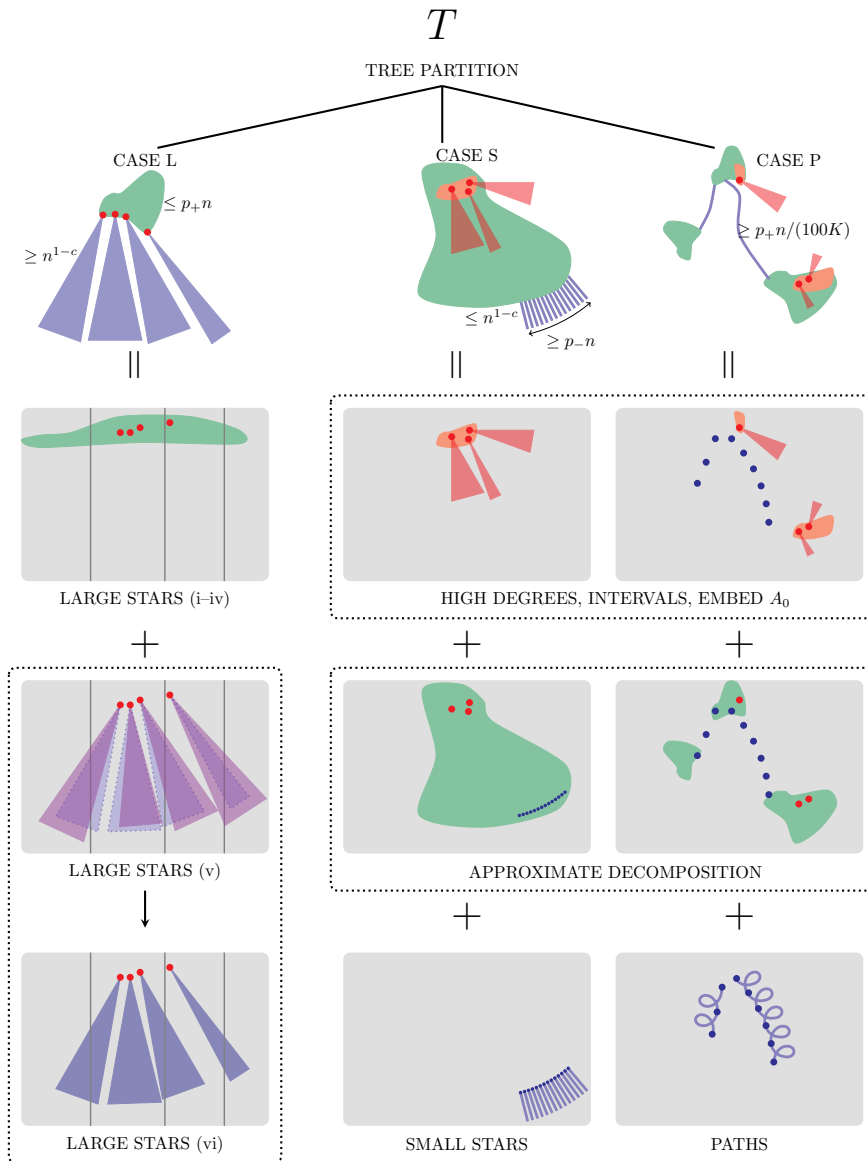 T
TREE PARTITION
CASE L
CASE S
CASE P
≤ p₊n
≥ n^{1−c}
≤ n^{1−c}
≥ p₋n
≥ p₊n/(100K)
LARGE STARS (i–iv)
HIGH DEGREES, INTERVALS, EMBED A₀
LARGE STARS (v)
APPROXIMATE DECOMPOSITION
LARGE STARS (vi)
SMALL STARS
PATHS